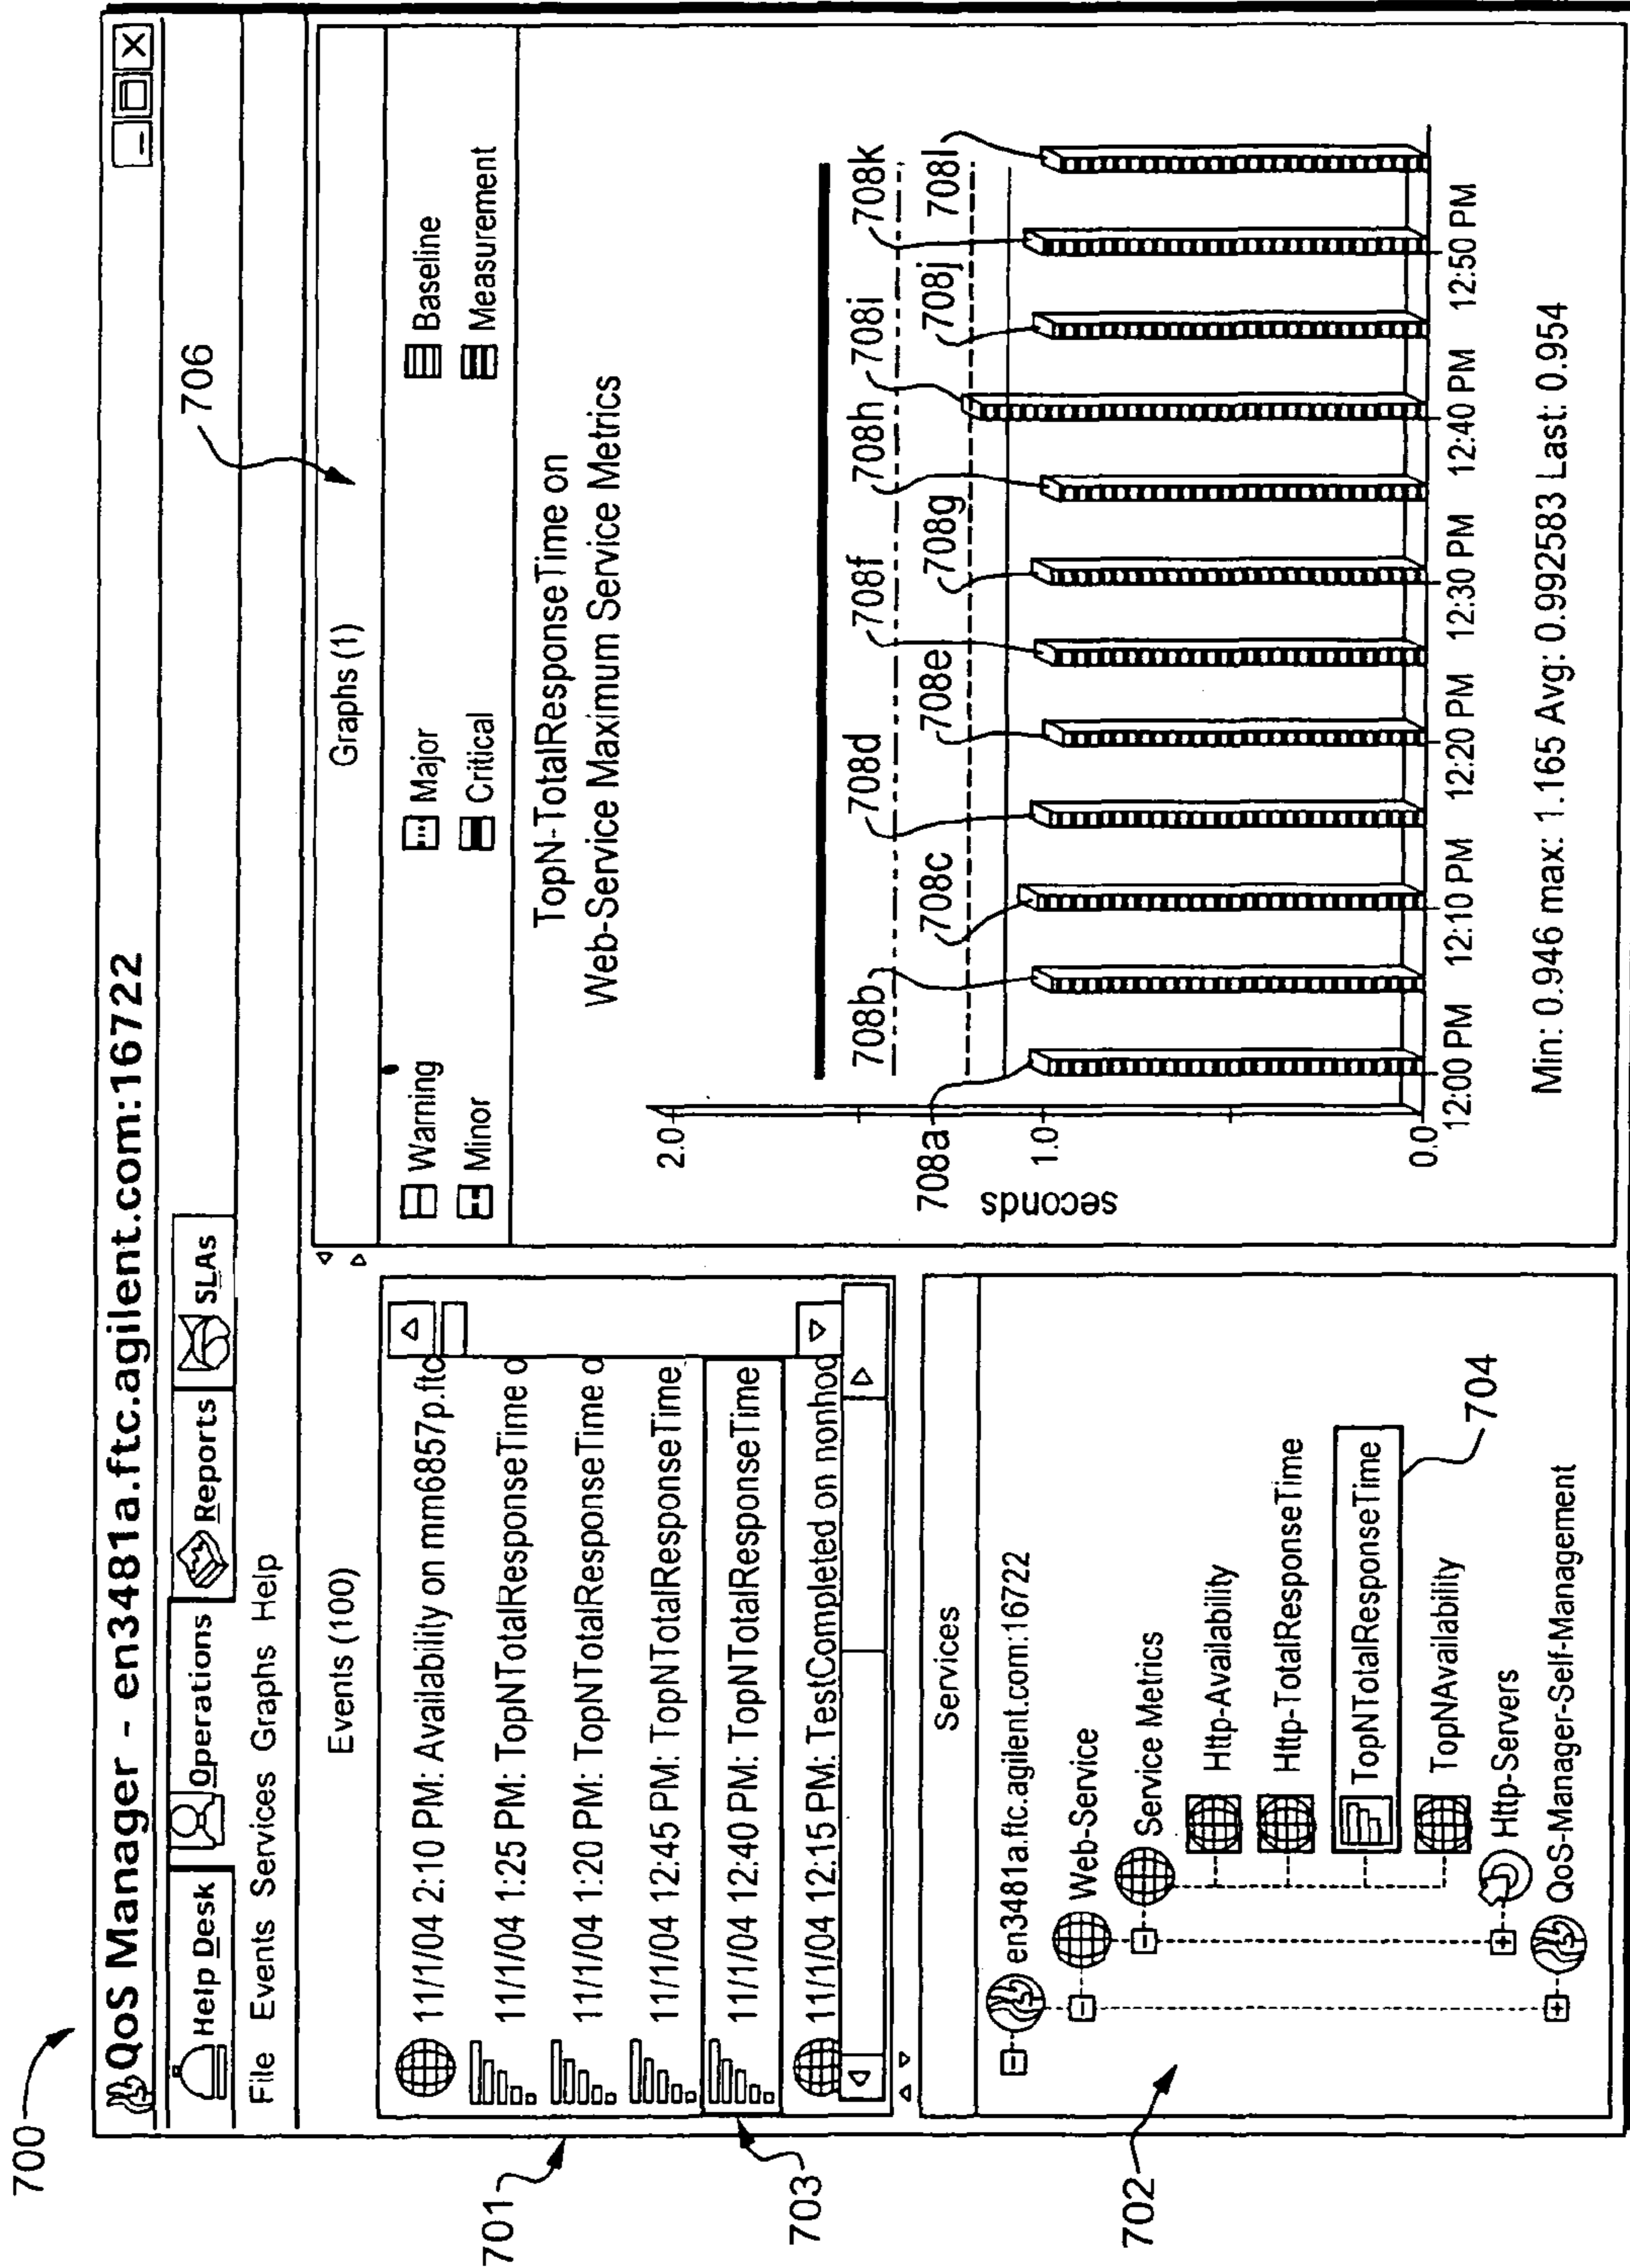 700
QoS Manager - en3481a.ftc.agilent.com:16722
Help Desk
Operations
Reports
SLAs
File Events Services Graphs Help
701
Events (100)
11/1/04 2:10 PM: Availability on mm6857p.ftc
11/1/04 1:25 PM: TopNTotalResponseTime o
11/1/04 1:20 PM: TopNTotalResponseTime o
11/1/04 12:45 PM: TopNTotalResponseTime
11/1/04 12:40 PM: TopNTotalResponseTime
11/1/04 12:15 PM: TestCompleted on nonhoc
703
702
Services
en3481a.ftc.agilent.com:16722
Web-Service
Service Metrics
Http-Availability
Http-TotalResponseTime
TopNTotalResponseTime
TopNAvailability
Http-Servers
QoS-Manager-Self-Management
704
706
Graphs (1)
Warning
Major
Baseline
Minor
Critical
Measurement
TopN-TotalResponseTime on
Web-Service Maximum Service Metrics
seconds
2.0
1.0
0.0
708a
708b
708c
708d
708e
708f
708g
708h
708i
708j
708k
708l
12:00 PM 12:10 PM 12:20 PM 12:30 PM 12:40 PM 12:50 PM
Min: 0.946 max: 1.165 Avg: 0.992583 Last: 0.954